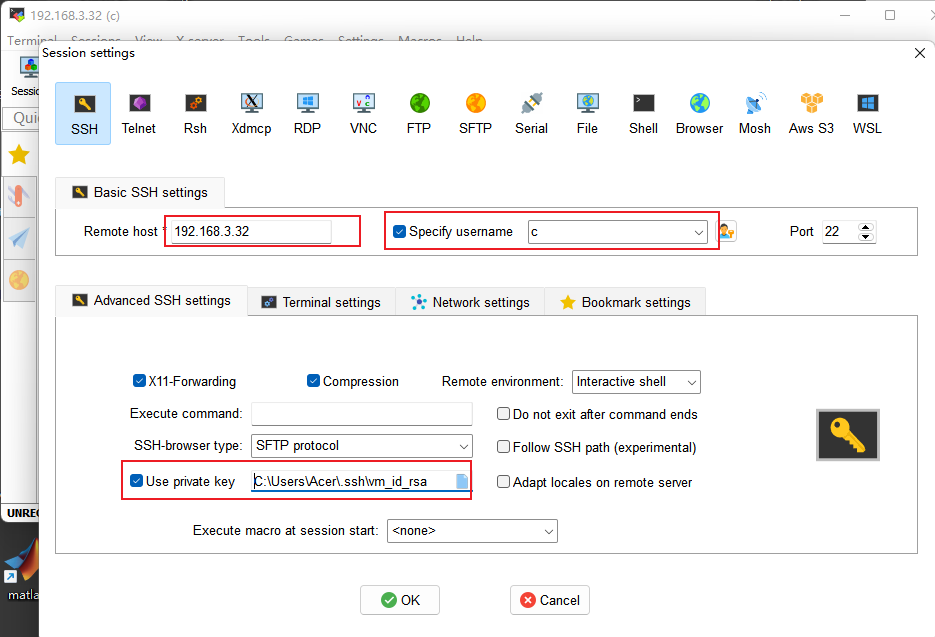 192.168.3.32 (c)
Terminal Sessions View X server Tools Games Settings Macros Help
Session settings
SSH Telnet Rsh Xdmcp RDP VNC FTP SFTP Serial File Shell Browser Mosh Aws S3 WSL
Basic SSH settings
Remote host * 192.168.3.32 Specify username c Port 22
Advanced SSH settings Terminal settings Network settings Bookmark settings
X11-Forwarding Compression Remote environment: Interactive shell
Execute command: Do not exit after command ends
SSH-browser type: SFTP protocol Follow SSH path (experimental)
Use private key C:\Users\Acer\.ssh\vm_id_rsa Adapt locales on remote server
UNREG
Execute macro at session start: <none>
matla
OK Cancel